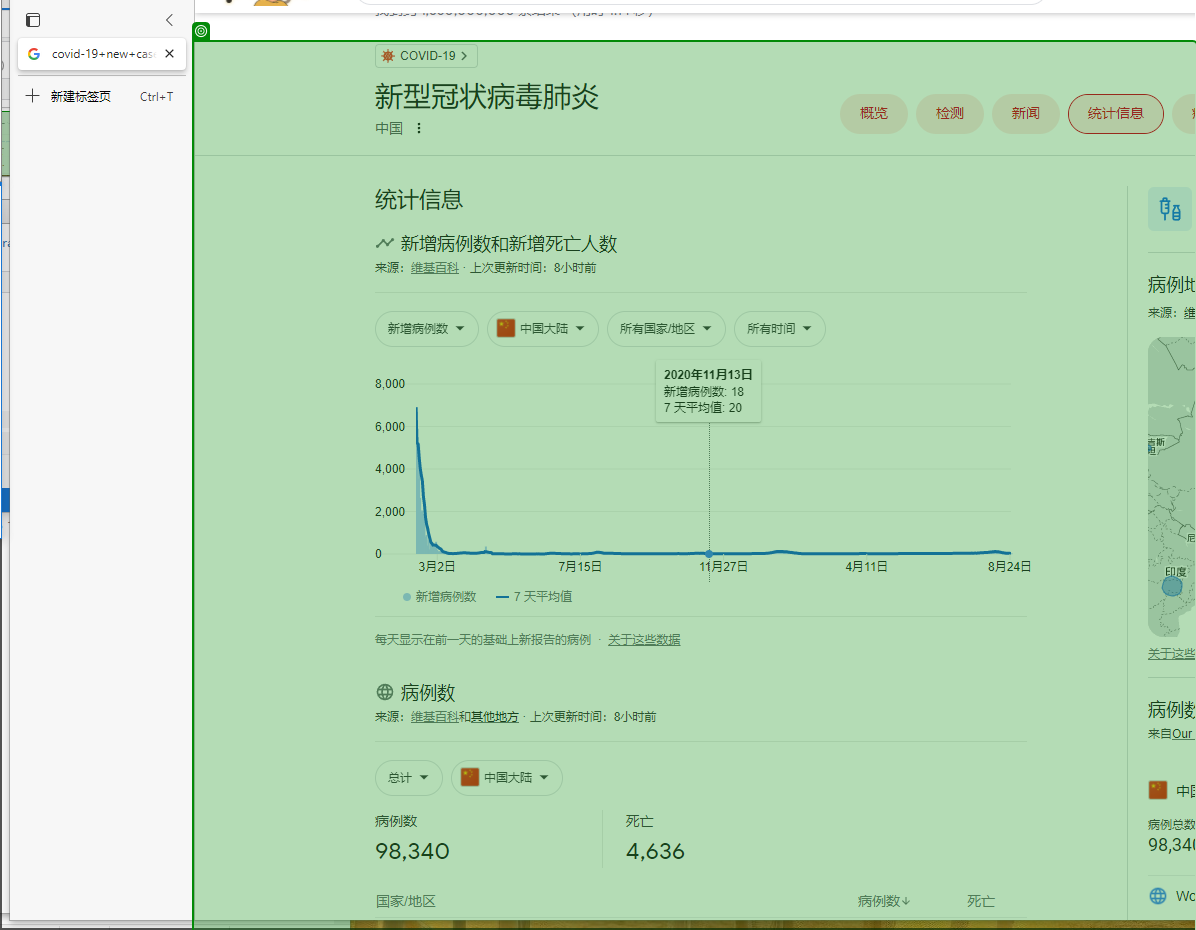 covid-19+new+cas
新建标签页 Ctrl+T
COVID-19
新型冠状病毒肺炎
中国
概览 检测 新闻 统计信息
统计信息
新增病例数和新增死亡人数
来源：维基百科 · 上次更新时间：8小时前
新增病例数 中国大陆 所有国家/地区 所有时间
2020年11月13日
新增病例数: 18
7 天平均值: 20
8,000
6,000
4,000
2,000
0
3月2日 7月15日 11月27日 4月11日 8月24日
新增病例数 7 天平均值
每天显示在前一天的基础上新报告的病例 · 关于这些数据
病例数
来源：维基百科和其他地方 · 上次更新时间：8小时前
总计 中国大陆
病例数 死亡
98,340 4,636
国家/地区 病例数↓ 死亡
病例地
来源：维
印度
关于这些
病例数
来自Our
中国
病例总数
98,340
Wo